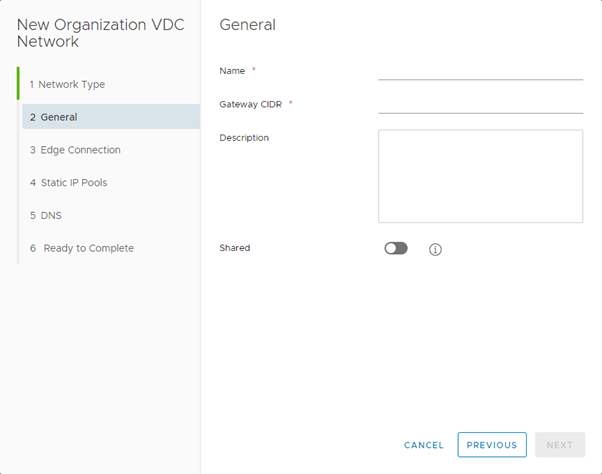 New Organization VDC
Network
1 Network Type
2 General
3 Edge Connection
4 Static IP Pools
5 DNS
6 Ready to Complete
General
Name *
Gateway CIDR *
Description
Shared
CANCEL
PREVIOUS
NEXT